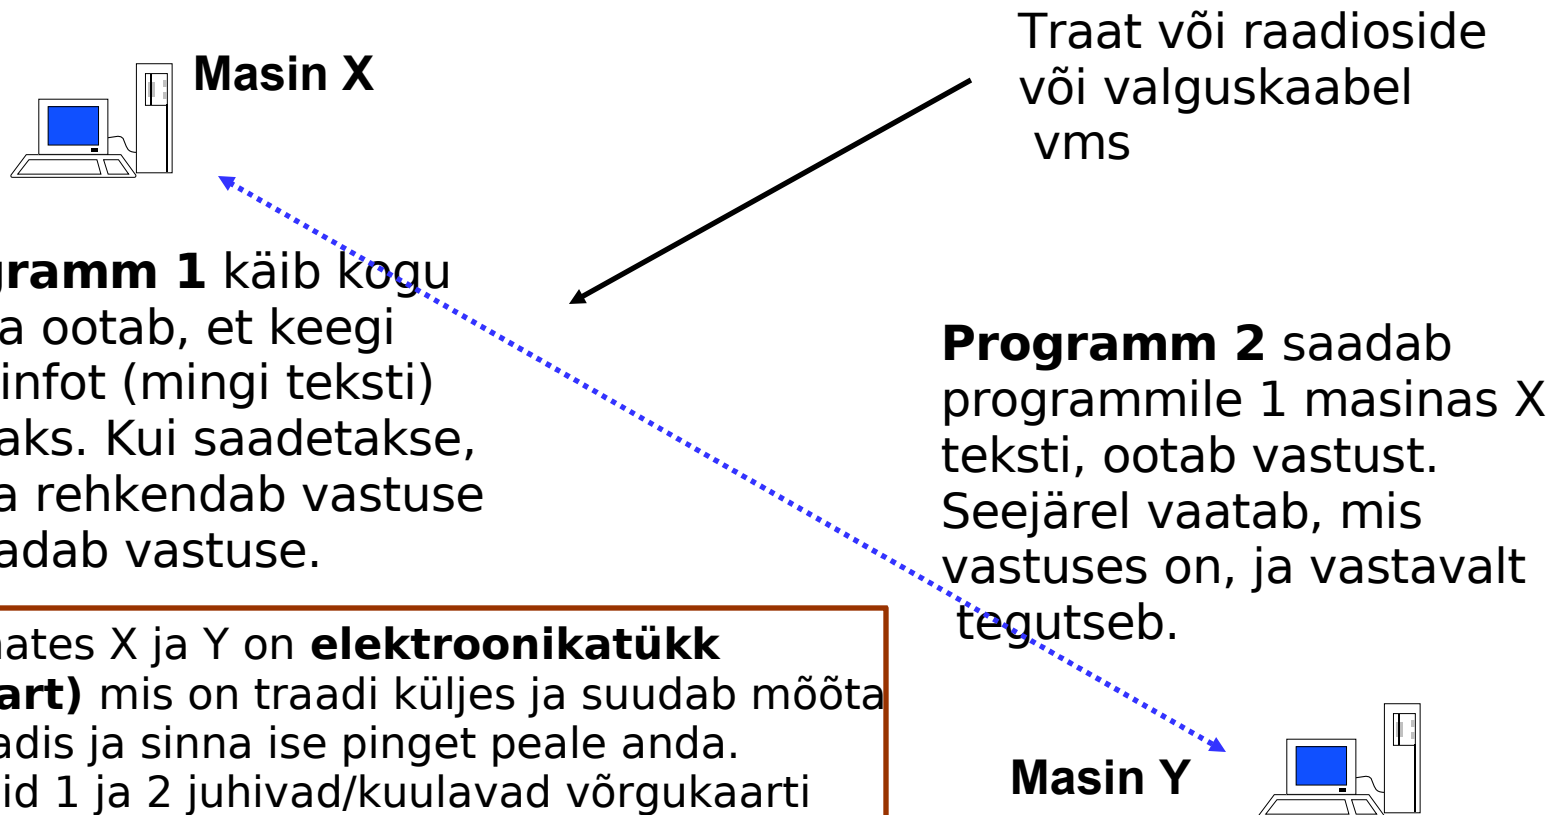 Traat või raadioside
või valguskaabel
vms
Masin X
gramm 1 käib kogu
a ootab, et keegi
infot (mingi teksti)
aks. Kui saadetakse,
a rehkendab vastuse
adab vastuse.
Programm 2 saadab
programmile 1 masinas X
teksti, ootab vastust.
Seejärel vaatab, mis
vastuses on, ja vastavalt
tegutseb.
ates X ja Y on elektroonikatükk
art) mis on traadi küljes ja suudab mõõta
adis ja sinna ise pinget peale anda.
id 1 ja 2 juhivad/kuulavad võrgukaarti
Masin Y